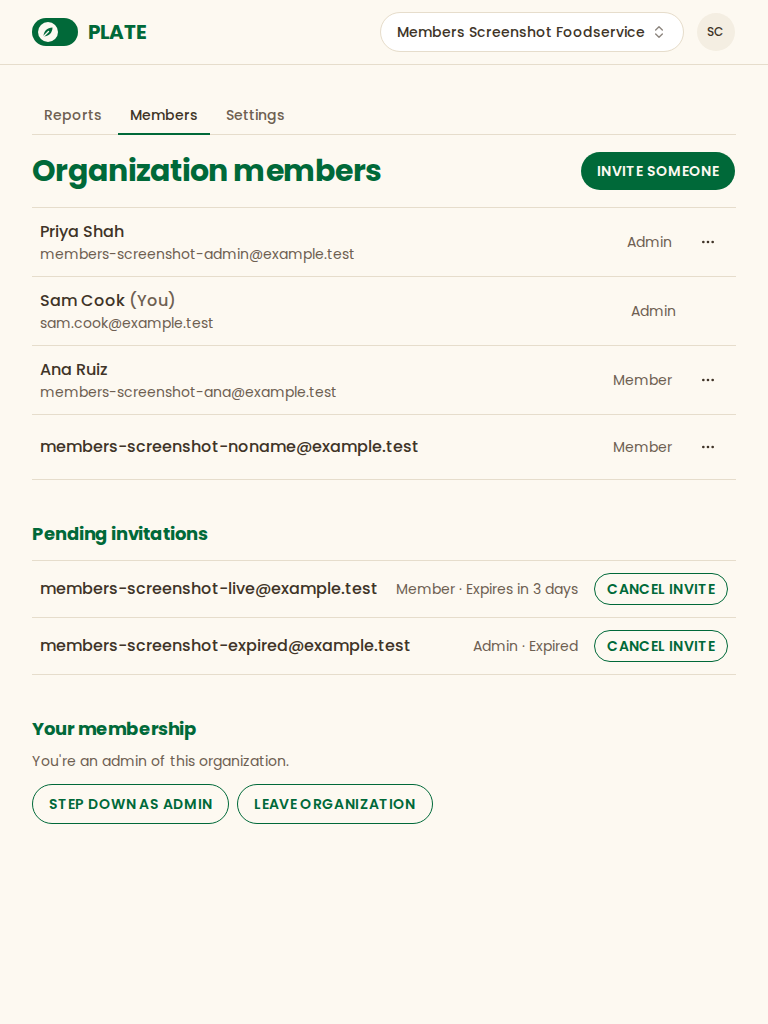 PLATE
Members Screenshot Foodservice
SC
Reports
Members
Settings
Organization members
INVITE SOMEONE
Priya Shah
members-screenshot-admin@example.test
Admin
Sam Cook (You)
sam.cook@example.test
Admin
Ana Ruiz
members-screenshot-ana@example.test
Member
members-screenshot-noname@example.test
Member
Pending invitations
members-screenshot-live@example.test
Member · Expires in 3 days
CANCEL INVITE
members-screenshot-expired@example.test
Admin · Expired
CANCEL INVITE
Your membership
You're an admin of this organization.
STEP DOWN AS ADMIN
LEAVE ORGANIZATION